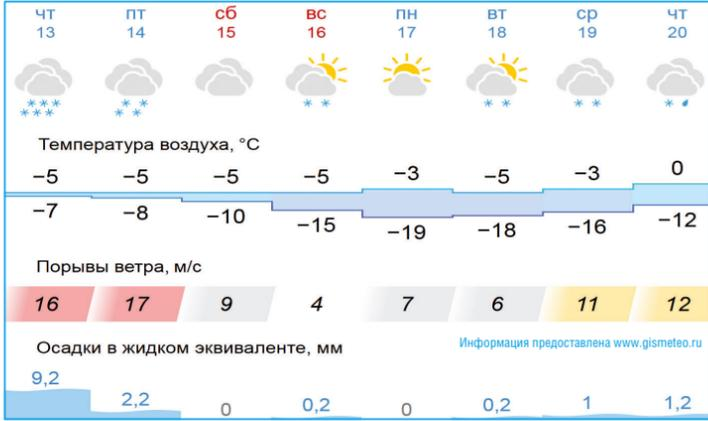 чт пт сб вс пн вт ср чт
13 14 15 16 17 18 19 20
Температура воздуха, °C
−5 −5 −5 −5 −3 −5 −3 0
−7 −8 −10 −15 −19 −18 −16 −12
Порывы ветра, м/с
16 17 9 4 7 6 11 12
Осадки в жидком эквиваленте, мм
Информация предоставлена www.gismeteo.ru
9,2 2,2 0 0,2 0 0,2 1 1,2